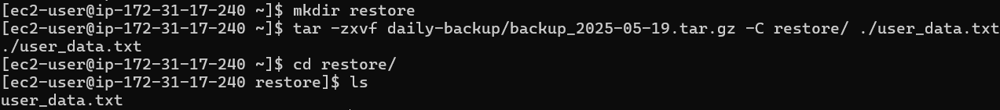 [ec2-user@ip-172-31-17-240 ~]$ mkdir restore
[ec2-user@ip-172-31-17-240 ~]$ tar -zxvf daily-backup/backup_2025-05-19.tar.gz -C restore/ ./user_data.txt
./user_data.txt
[ec2-user@ip-172-31-17-240 ~]$ cd restore/
[ec2-user@ip-172-31-17-240 restore]$ ls
user_data.txt